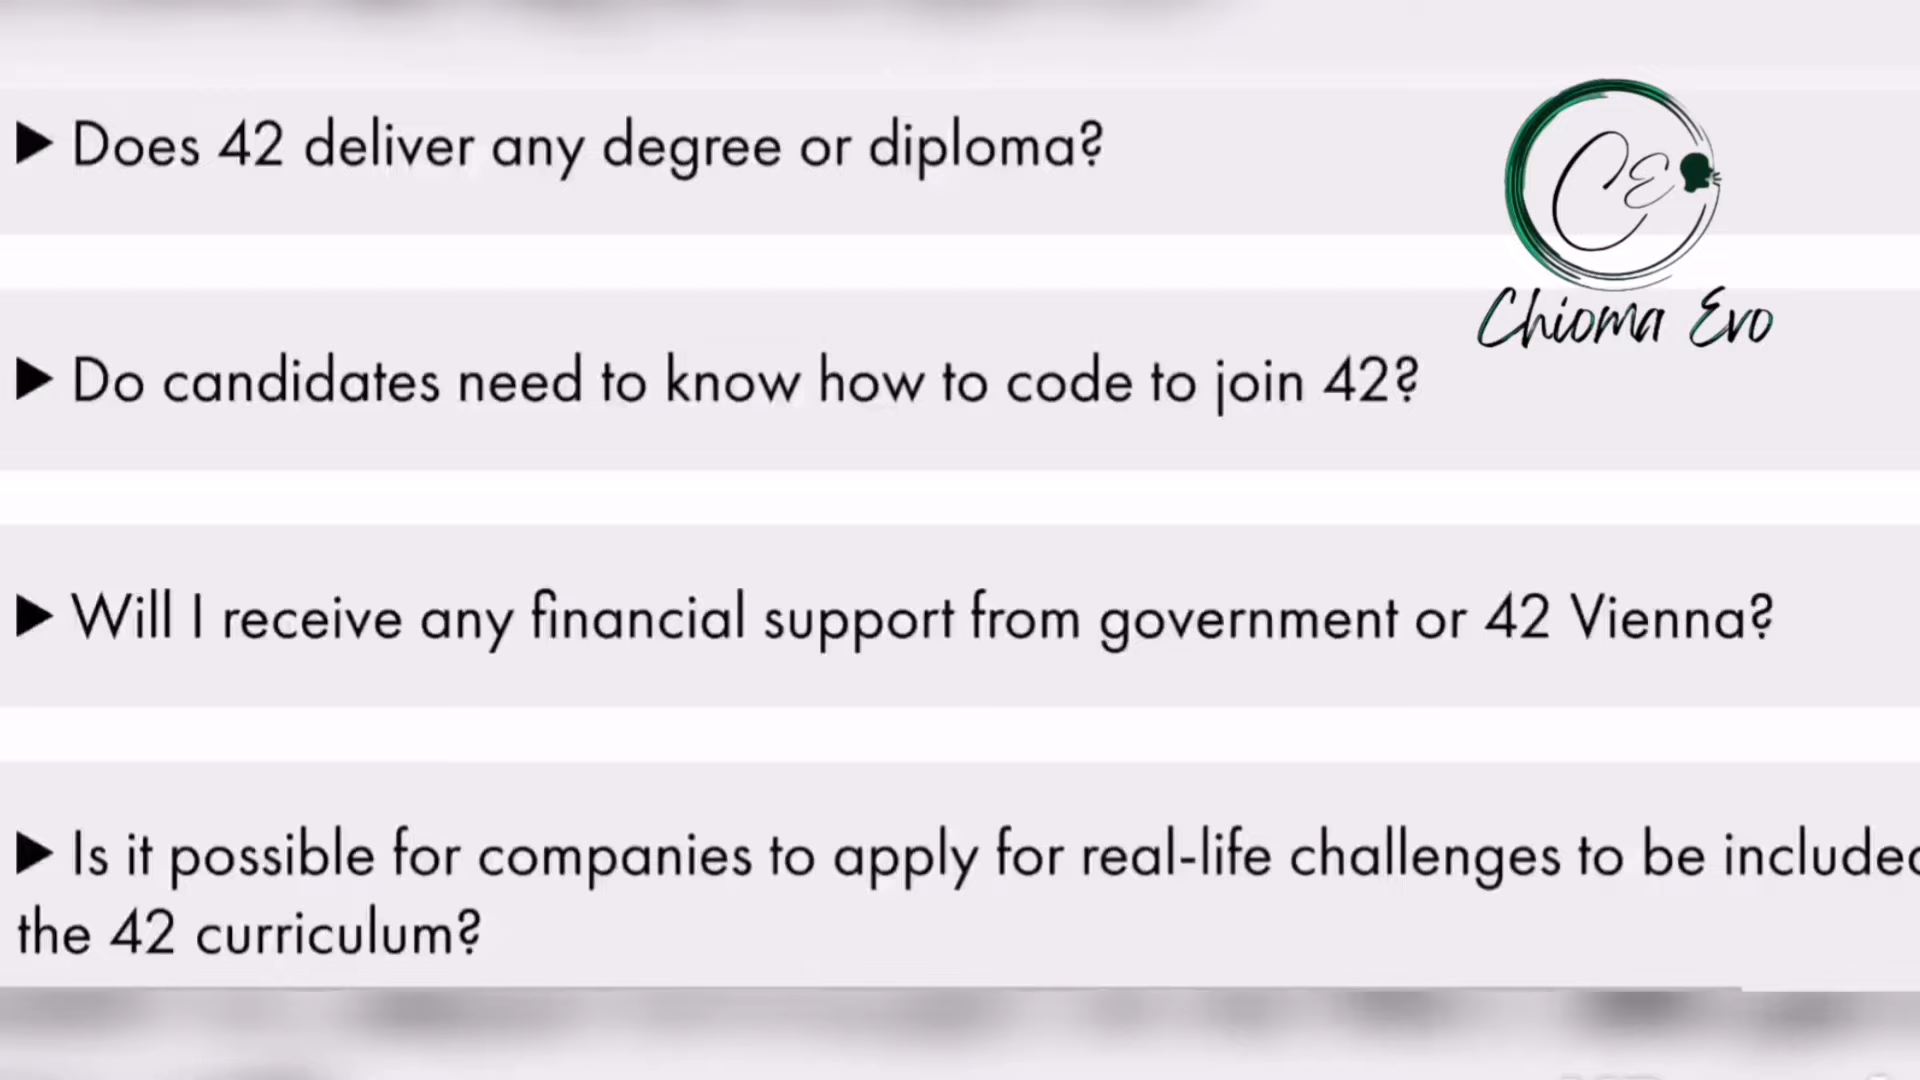 Does 42 deliver any degree or diploma?
CE
Chioma Evo
Do candidates need to know how to code to join 42?
Will I receive any financial support from government or 42 Vienna?
Is it possible for companies to apply for real-life challenges to be included
the 42 curriculum?